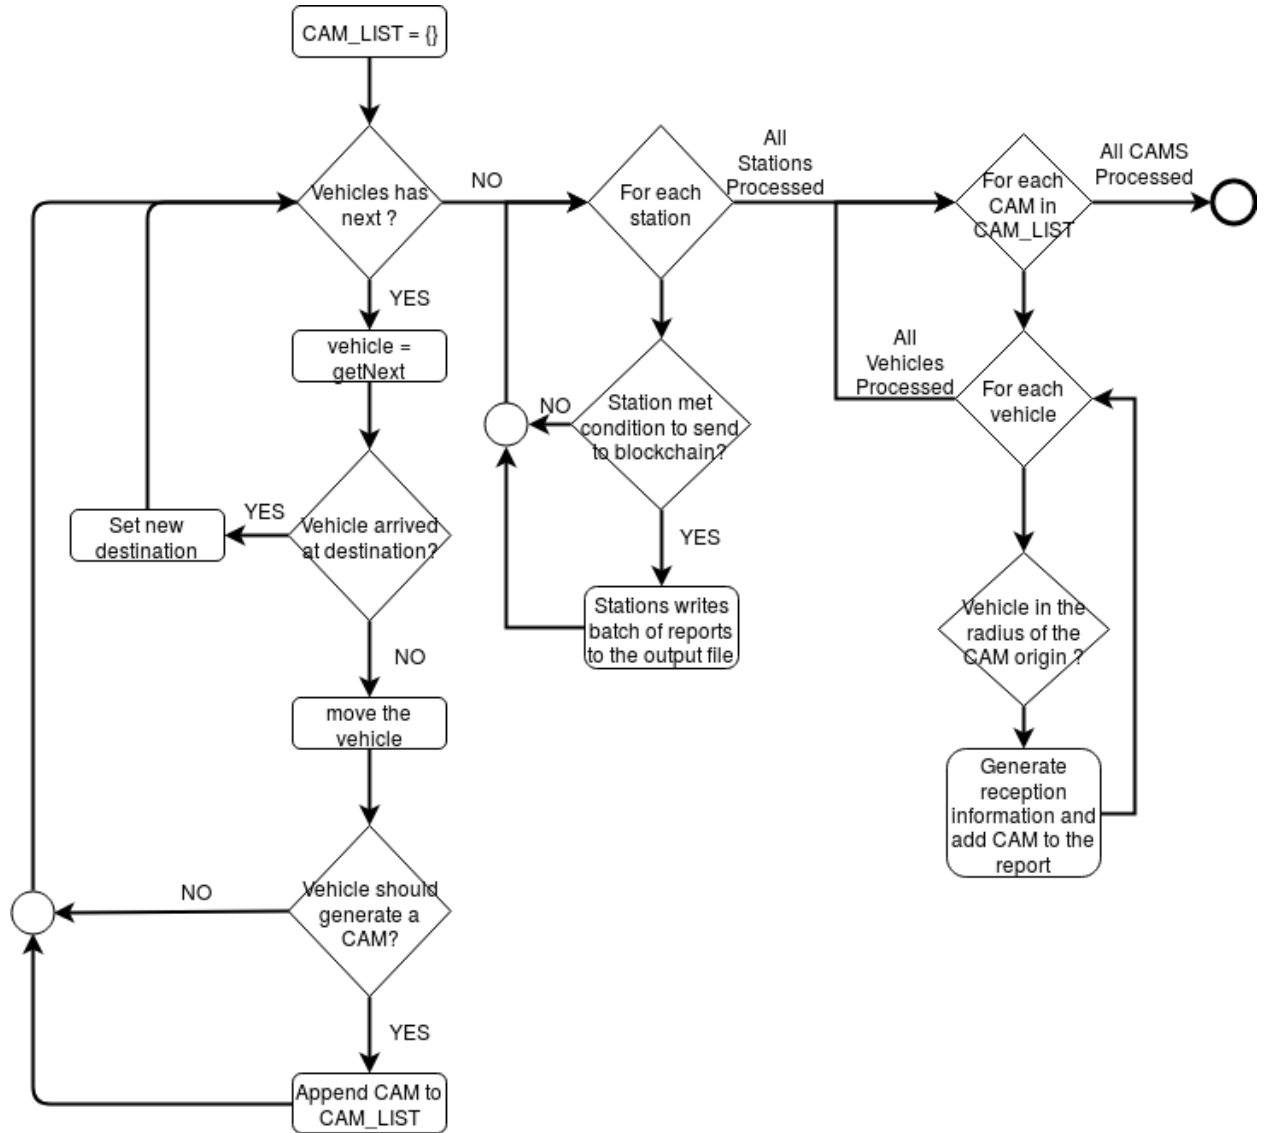 CAM_LIST = {}
Vehicles has
next ?
NO
YES
vehicle =
getNext
Vehicle arrived
at destination?
YES
Set new
destination
NO
move the
vehicle
Vehicle should
generate a
CAM?
NO
YES
Append CAM to
CAM_LIST
For each
station
All
Stations
Processed
Station met
condition to send
to blockchain?
NO
YES
Stations writes
batch of reports
to the output file
For each
CAM in
CAM_LIST
All CAMS
Processed
For each
vehicle
All
Vehicles
Processed
Vehicle in the
radius of the
CAM origin ?
Generate
reception
information and
add CAM to the
report